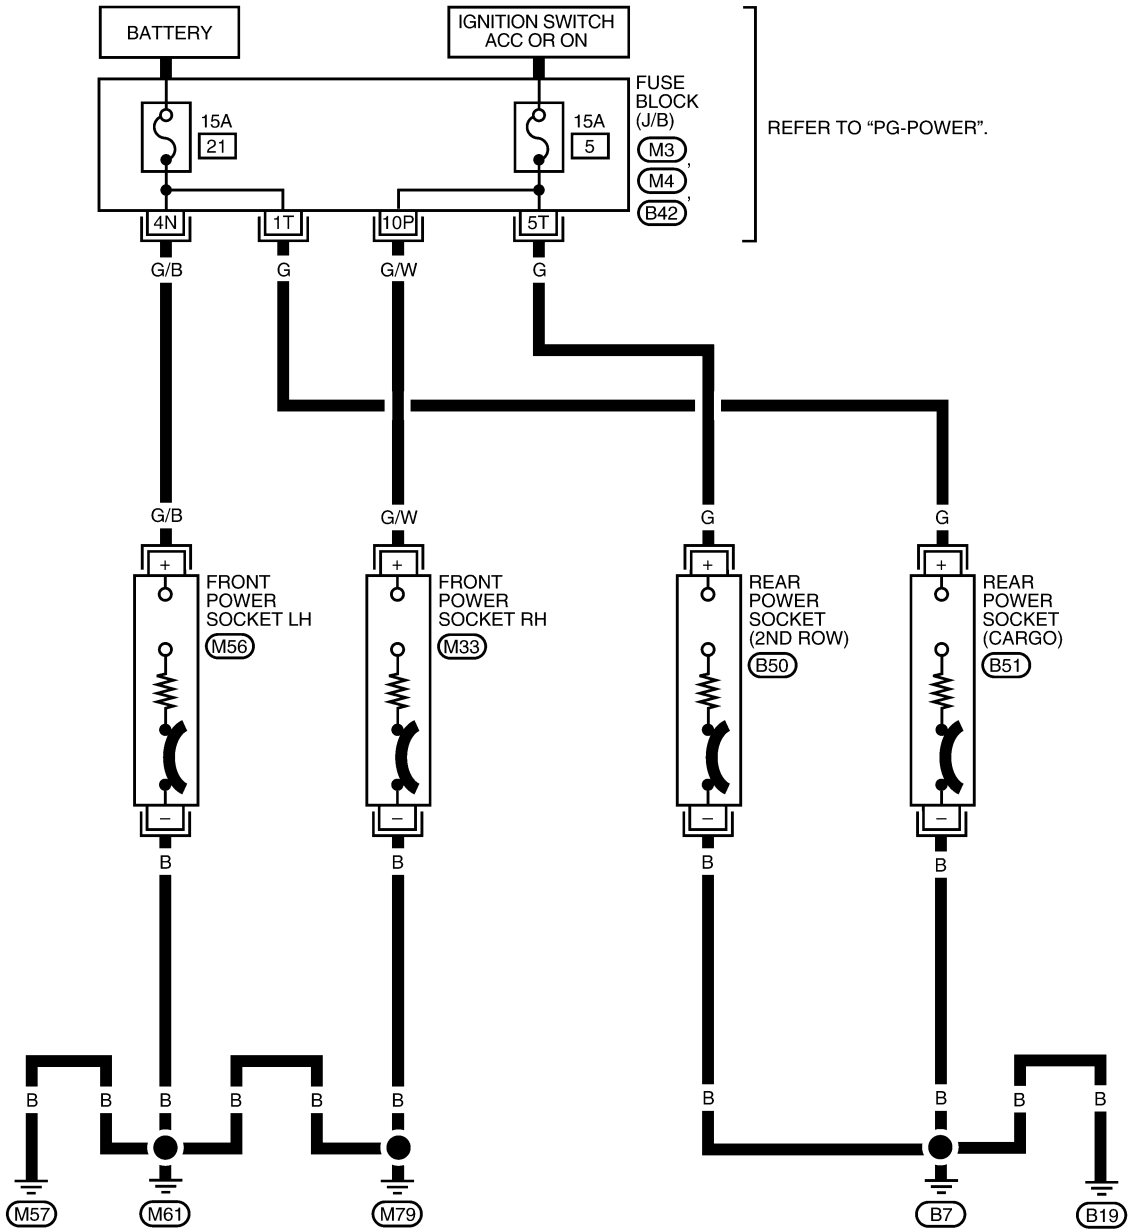 BATTERY
IGNITION SWITCH
ACC OR ON
15A
21
15A
5
FUSE
BLOCK
(J/B)
M3 ,
M4 ,
B42
REFER TO “PG-POWER”.
4N
1T
10P
5T
G/B
G
G/W
G
G/B
G/W
G
G
+
+
+
+
FRONT
POWER
SOCKET LH
M56
FRONT
POWER
SOCKET RH
M33
REAR
POWER
SOCKET
(2ND ROW)
B50
REAR
POWER
SOCKET
(CARGO)
B51
–
–
–
–
B
B
B
B
B
B
B
B
B
B
B
B
B
B
M57
M61
M79
B7
B19